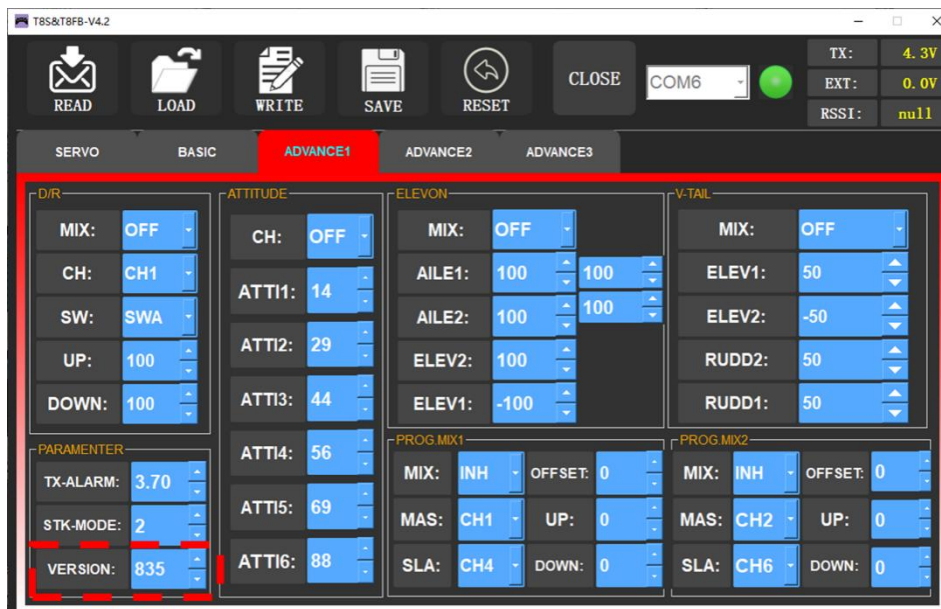 T8S&T8FB-V4.2
READ
LOAD
WRITE
SAVE
RESET
CLOSE
COM6
TX: 4.3V
EXT: 0.0V
RSSI: null
SERVO
BASIC
ADVANCE1
ADVANCE2
ADVANCE3
D/R
MIX: OFF
CH: CH1
SW: SWA
UP: 100
DOWN: 100
PARAMENTER
TX-ALARM: 3.70
STK-MODE: 2
VERSION: 835
ATTITUDE
CH: OFF
ATTI1: 14
ATTI2: 29
ATTI3: 44
ATTI4: 56
ATTI5: 69
ATTI6: 88
ELEVON
MIX: OFF
AILE1: 100 100
AILE2: 100 100
ELEV2: 100
ELEV1: -100
V-TAIL
MIX: OFF
ELEV1: 50
ELEV2: -50
RUDD2: 50
RUDD1: 50
PROG.MIX1
MIX: INH OFFSET: 0
MAS: CH1 UP: 0
SLA: CH4 DOWN: 0
PROG.MIX2
MIX: INH OFFSET: 0
MAS: CH2 UP: 0
SLA: CH6 DOWN: 0